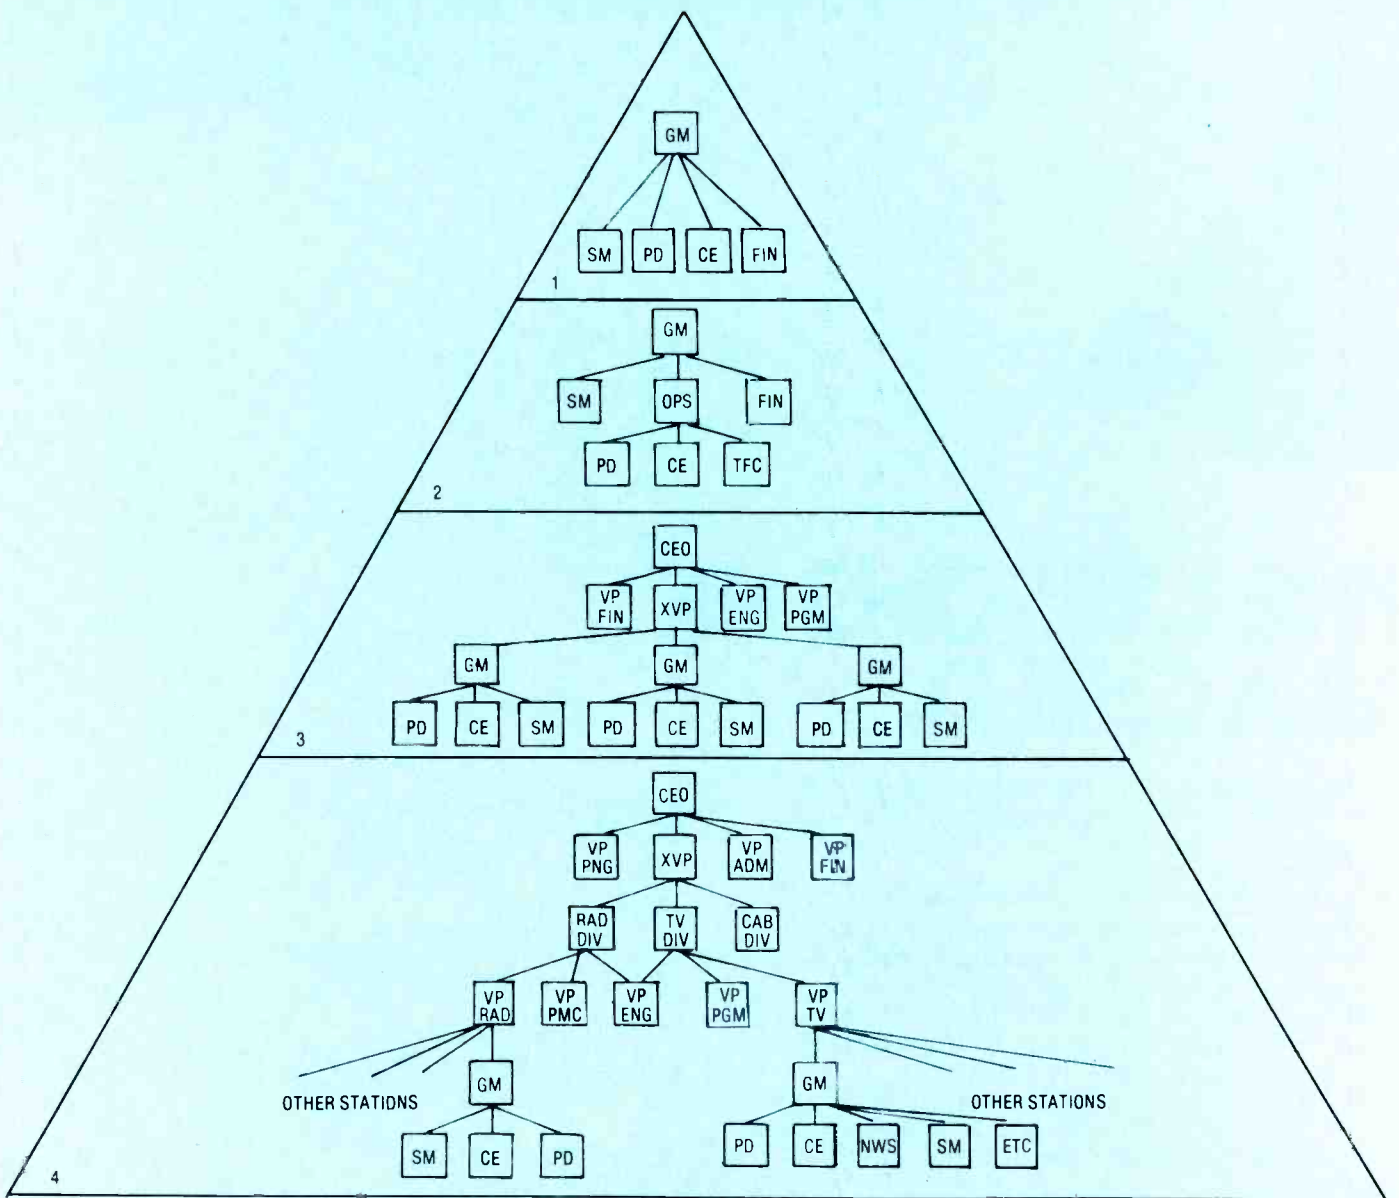 GM
SM PD CE FIN
1
GM
SM OPS FIN
PD CE TFC
2
CEO
VP FIN XVP VP ENG VP PGM
GM GM GM
PD CE SM PD CE SM PD CE SM
3
CEO
VP PNG XVP VP ADM VP FIN
RAD DIV TV DIV CAB DIV
VP RAD VP PMC VP ENG VP PGM VP TV
GM GM
OTHER STATIONS OTHER STATIONS
SM CE PD PD CE NWS SM ETC
4